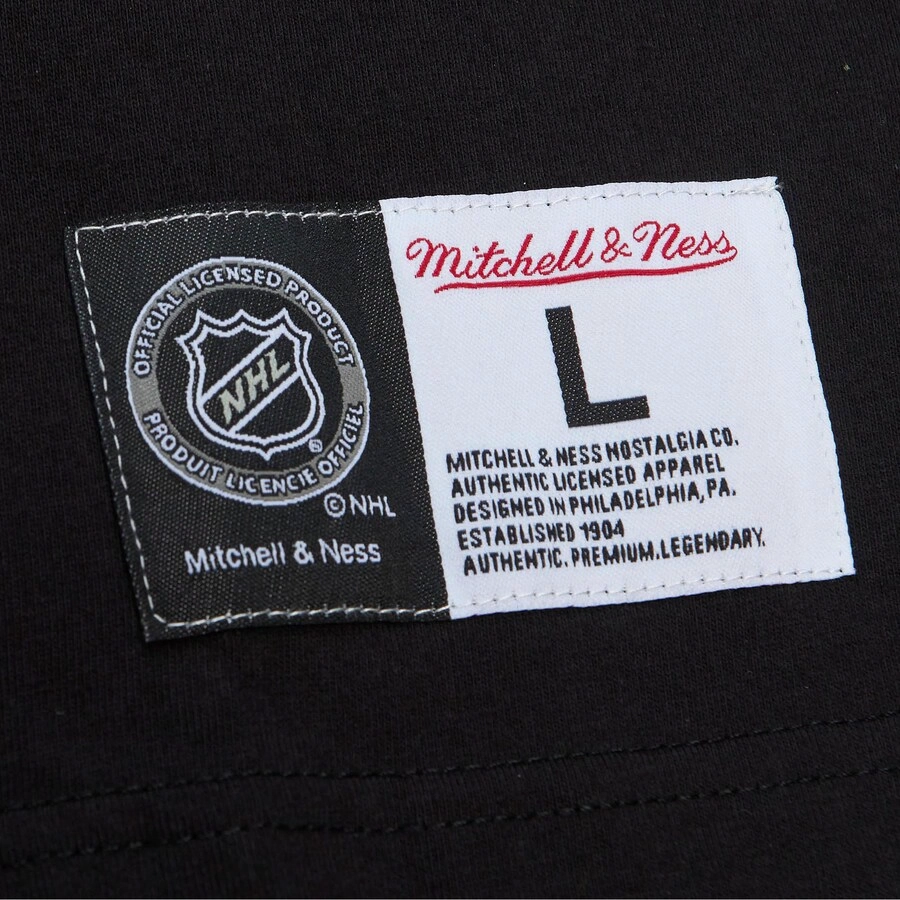 OFFICIAL LICENSED PRODUCT
NHL
PRODUIT LICENCIE OFFICIEL
©NHL
Mitchell & Ness
Mitchell & Ness
L
MITCHELL & NESS NOSTALGIA CO.
AUTHENTIC LICENSED APPAREL
DESIGNED IN PHILADELPHIA, PA.
ESTABLISHED 1904
AUTHENTIC. PREMIUM. LEGENDARY.